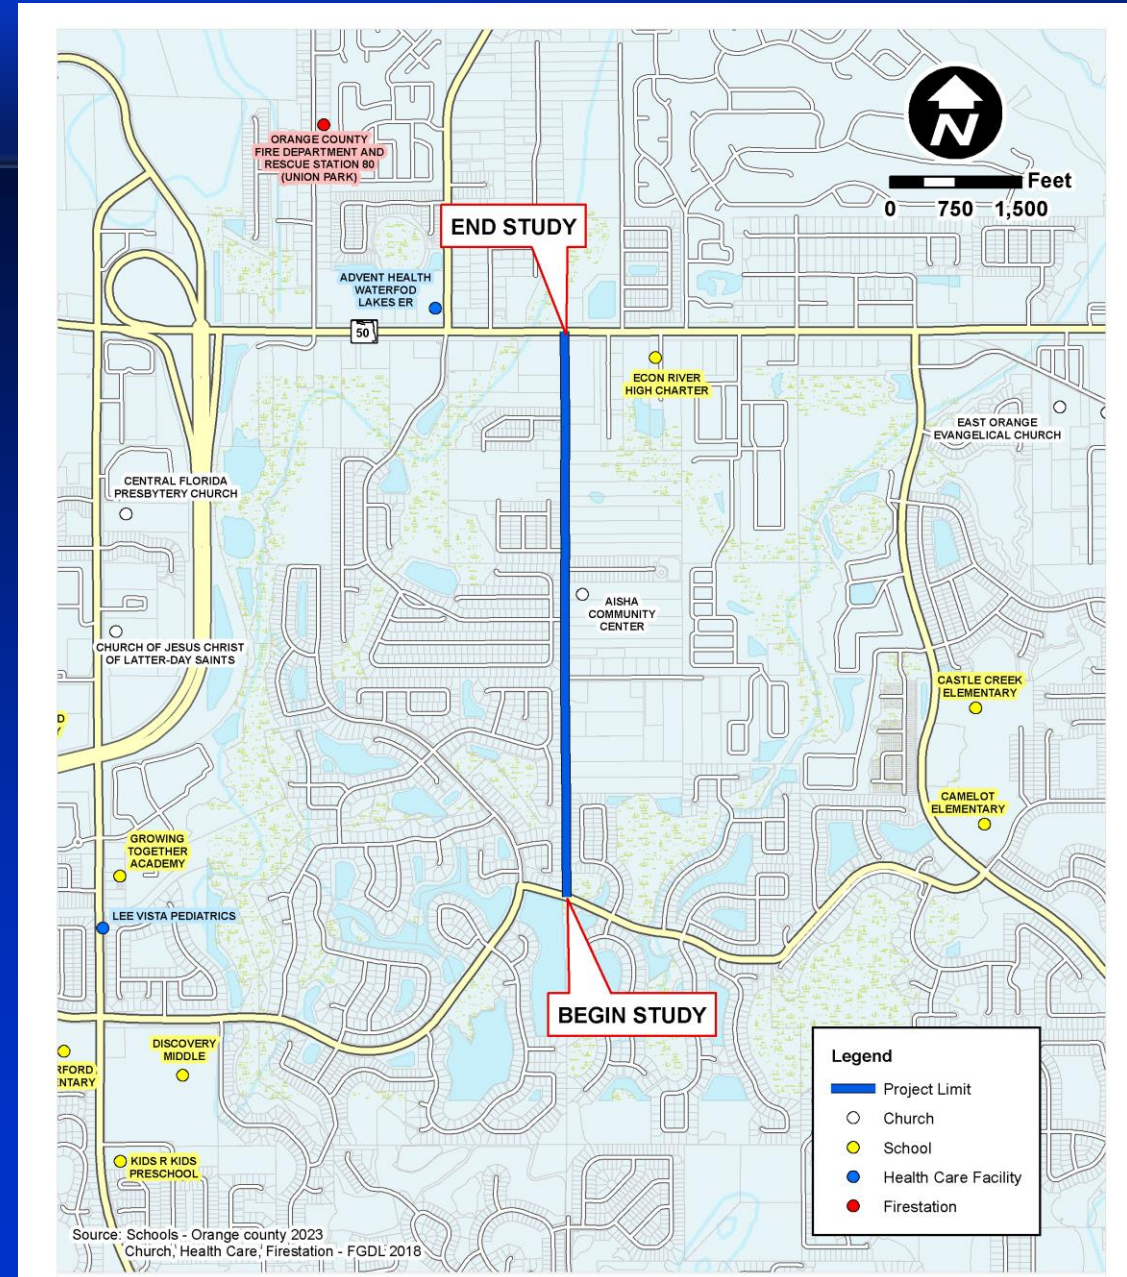 ORANGE COUNTY
FIRE DEPARTMENT AND
RESCUE STATION 80
(UNION PARK)
N
Feet
0 750 1,500
END STUDY
ADVENT HEALTH
WATERFOD
LAKES ER
50
ECON RIVER
HIGH CHARTER
EAST ORANGE
EVANGELICAL CHURCH
CENTRAL FLORIDA
PRESBYTERY CHURCH
AISHA
COMMUNITY
CENTER
CHURCH OF JESUS CHRIST
OF LATTER-DAY SAINTS
CASTLE CREEK
ELEMENTARY
D
Y
CAMELOT
ELEMENTARY
GROWING
TOGETHER
ACADEMY
LEE VISTA PEDIATRICS
BEGIN STUDY
DISCOVERY
MIDDLE
RFORD
ENTARY
KIDS R KIDS
PRESCHOOL
Legend
Project Limit
Church
School
Health Care Facility
Firestation
Source: Schools - Orange county 2023
Church, Health Care, Firestation - FGDL 2018